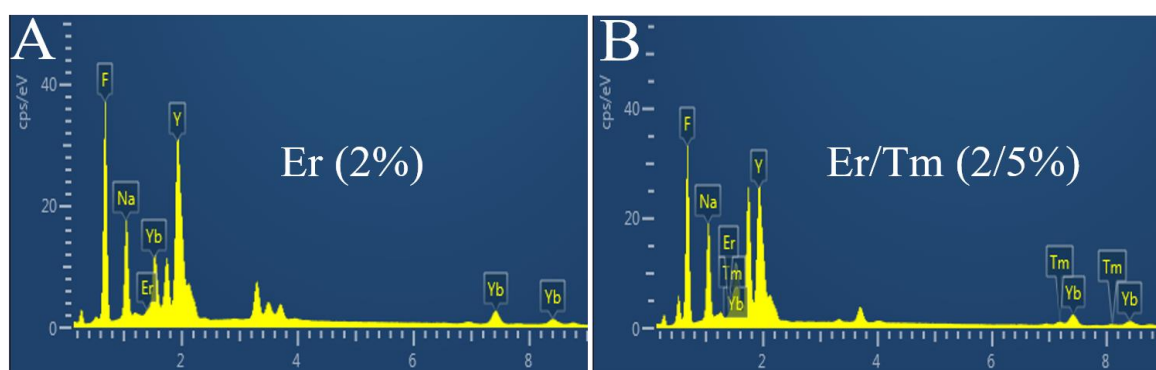 A
cps/eV
40
20
0
F
Na
Er
Yb
Y
Er (2%)
Yb
Yb
2
4
6
8
B
cps/eV
40
20
0
F
Na
Er
Tm
Yb
Y
Er/Tm (2/5%)
Tm
Yb
Tm
Yb
2
4
6
8